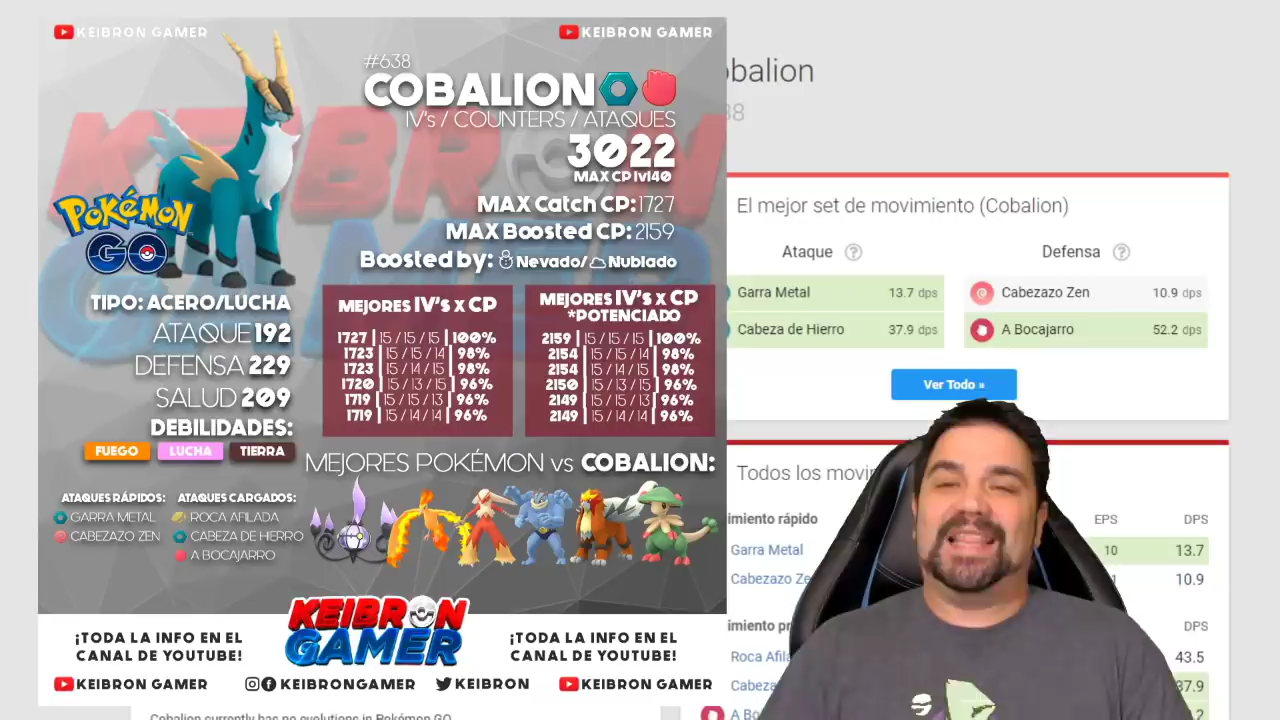 KEIBRON GAMER
KEIBRON GAMER
#638
COBALION
IV's / COUNTERS / ATAQUES
3022
MAX CP lvl40
MAX Catch CP: 1727
MAX Boosted CP: 2159
Boosted by: Nevado/ Nublado
KEIBRON
POKÉMON
GO
TIPO: ACERO/LUCHA
ATAQUE 192
DEFENSA 229
SALUD 209
DEBILIDADES:
FUEGO LUCHA TIERRA
MEJORES IV's X CP
1727 | 15 / 15 / 15 | 100%
1723 | 15 / 15 / 14 | 98%
1723 | 15 / 14 / 15 | 98%
1720 | 15 / 13 / 15 | 96%
1719 | 15 / 15 / 13 | 96%
1719 | 15 / 14 / 14 | 96%
MEJORES IV's X CP
*POTENCIADO
2159 | 15 / 15 / 15 | 100%
2154 | 15 / 15 / 14 | 98%
2154 | 15 / 14 / 15 | 98%
2150 | 15 / 13 / 15 | 96%
2149 | 15 / 15 / 13 | 96%
2149 | 15 / 14 / 14 | 96%
MEJORES POKÉMON vs COBALION:
ATAQUES RÁPIDOS:
GARRA METAL
CABEZAZO ZEN
ATAQUES CARGADOS:
ROCA AFILADA
CABEZA DE HIERRO
A BOCAJARRO
¡TODA LA INFO EN EL
CANAL DE YOUTUBE!
KEIBRON
GAMER
¡TODA LA INFO EN EL
CANAL DE YOUTUBE!
KEIBRON GAMER
KEIBRONGAMER
KEIBRON
KEIBRON GAMER
obalion
38
El mejor set de movimiento (Cobalion)
Ataque ?
Garra Metal 13.7 dps
Cabeza de Hierro 37.9 dps
Defensa ?
Cabezazo Zen 10.9 dps
A Bocajarro 52.2 dps
Ver Todo »
Todos los movi
imiento rápido EPS DPS
Garra Metal 10 13.7
Cabezazo Ze 10.9
imiento pr DPS
Roca Afila 43.5
Cabeza 37.9
A Bo
Cobalion currently has no evolutions in Pokémon GO